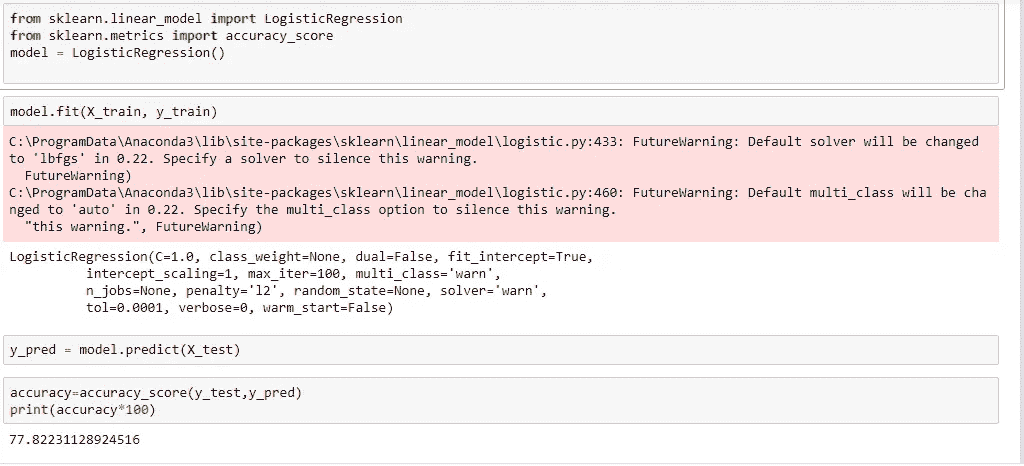 from sklearn.linear_model import LogisticRegression
from sklearn.metrics import accuracy_score
model = LogisticRegression()
model.fit(X_train, y_train)
C:\ProgramData\Anaconda3\lib\site-packages\sklearn\linear_model\logistic.py:433: FutureWarning: Default solver will be changed
to 'lbfgs' in 0.22. Specify a solver to silence this warning.
  FutureWarning)
C:\ProgramData\Anaconda3\lib\site-packages\sklearn\linear_model\logistic.py:460: FutureWarning: Default multi_class will be cha
nged to 'auto' in 0.22. Specify the multi_class option to silence this warning.
  "this warning.", FutureWarning)
LogisticRegression(C=1.0, class_weight=None, dual=False, fit_intercept=True,
          intercept_scaling=1, max_iter=100, multi_class='warn',
          n_jobs=None, penalty='l2', random_state=None, solver='warn',
          tol=0.0001, verbose=0, warm_start=False)
y_pred = model.predict(X_test)
accuracy=accuracy_score(y_test,y_pred)
print(accuracy*100)
77.82231128924516